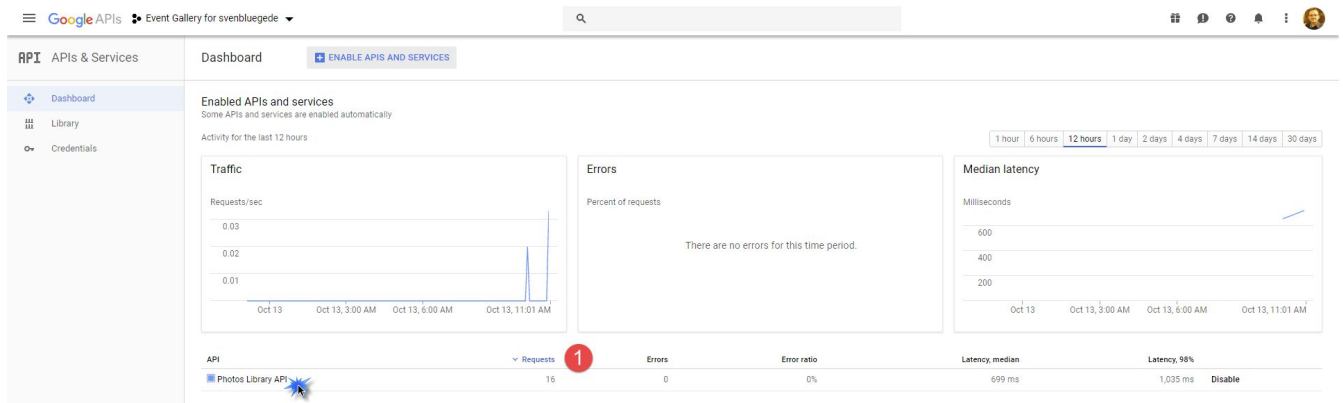 Google APIs Event Gallery for svenbluegede
API APIs & Services
Dashboard
ENABLE APIS AND SERVICES
Dashboard
Library
Credentials
Enabled APIs and services
Some APIs and services are enabled automatically
Activity for the last 12 hours
1 hour 6 hours 12 hours 1 day 2 days 4 days 7 days 14 days 30 days
Traffic
Requests/sec
0.03
0.02
0.01
Oct 13 Oct 13, 3:00 AM Oct 13, 6:00 AM Oct 13, 11:01 AM
Errors
Percent of requests
There are no errors for this time period.
Median latency
Milliseconds
600
400
200
Oct 13 Oct 13, 3:00 AM Oct 13, 6:00 AM Oct 13, 11:01 AM
API Requests 1 Errors Error ratio Latency, median Latency, 98%
Photos Library API 16 0 0% 699 ms 1,035 ms Disable